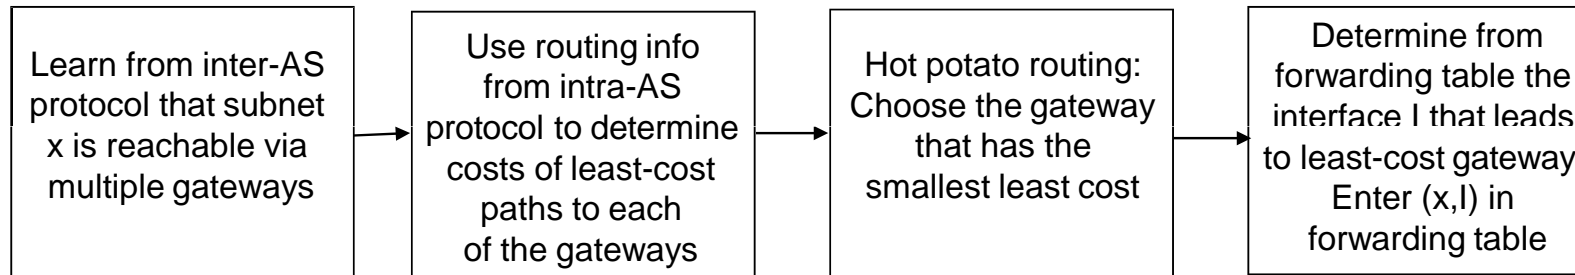 Learn from inter-AS
protocol that subnet
x is reachable via
multiple gateways
Use routing info
from intra-AS
protocol to determine
costs of least-cost
paths to each
of the gateways
Hot potato routing:
Choose the gateway
that has the
smallest least cost
Determine from
forwarding table the
interface I that leads
to least-cost gateway
Enter (x,I) in
forwarding table